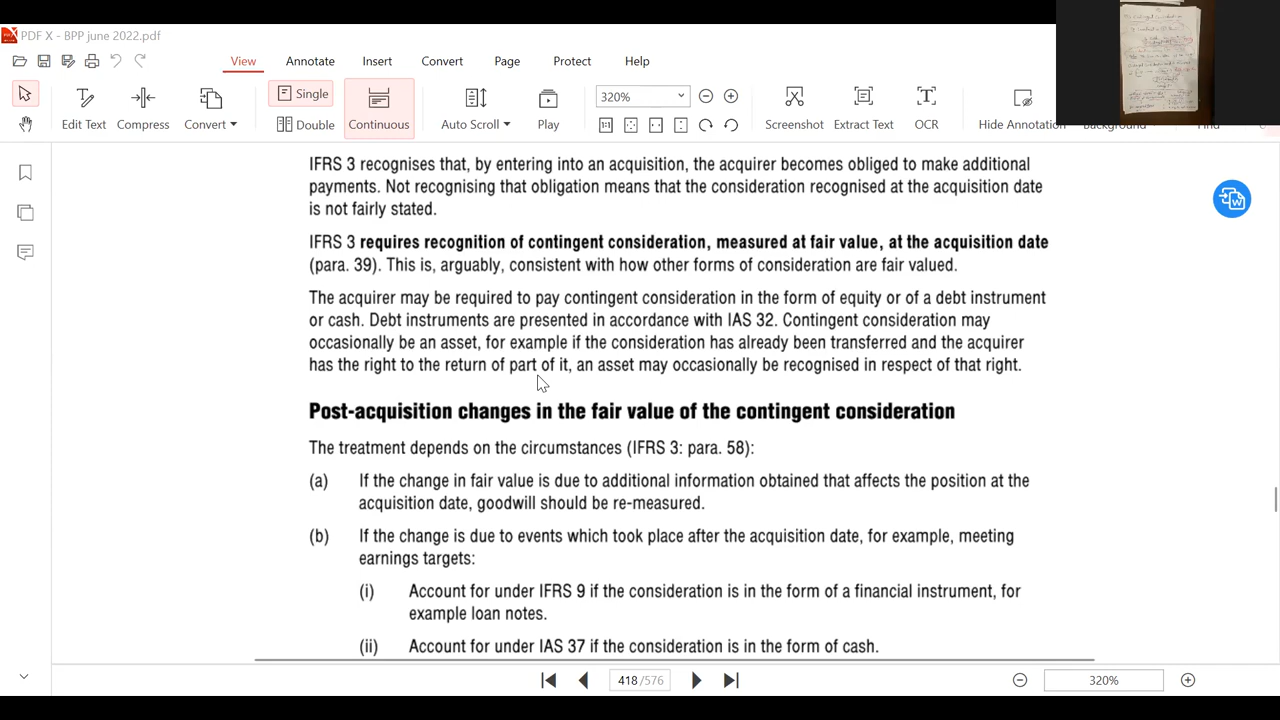 PDF X - BPP june 2022.pdf
View Annotate Insert Convert Page Protect Help
Single
Double
Continuous
320%
Edit Text Compress Convert Auto Scroll Play Screenshot Extract Text OCR Hide Annotation
IFRS 3 recognises that, by entering into an acquisition, the acquirer becomes obliged to make additional
payments. Not recognising that obligation means that the consideration recognised at the acquisition date
is not fairly stated.
IFRS 3 requires recognition of contingent consideration, measured at fair value, at the acquisition date
(para. 39). This is, arguably, consistent with how other forms of consideration are fair valued.
The acquirer may be required to pay contingent consideration in the form of equity or of a debt instrument
or cash. Debt instruments are presented in accordance with IAS 32. Contingent consideration may
occasionally be an asset, for example if the consideration has already been transferred and the acquirer
has the right to the return of part of it, an asset may occasionally be recognised in respect of that right.
Post-acquisition changes in the fair value of the contingent consideration
The treatment depends on the circumstances (IFRS 3: para. 58):
(a) If the change in fair value is due to additional information obtained that affects the position at the
acquisition date, goodwill should be re-measured.
(b) If the change is due to events which took place after the acquisition date, for example, meeting
earnings targets:
(i) Account for under IFRS 9 if the consideration is in the form of a financial instrument, for
example loan notes.
(ii) Account for under IAS 37 if the consideration is in the form of cash.
418 /576
320%